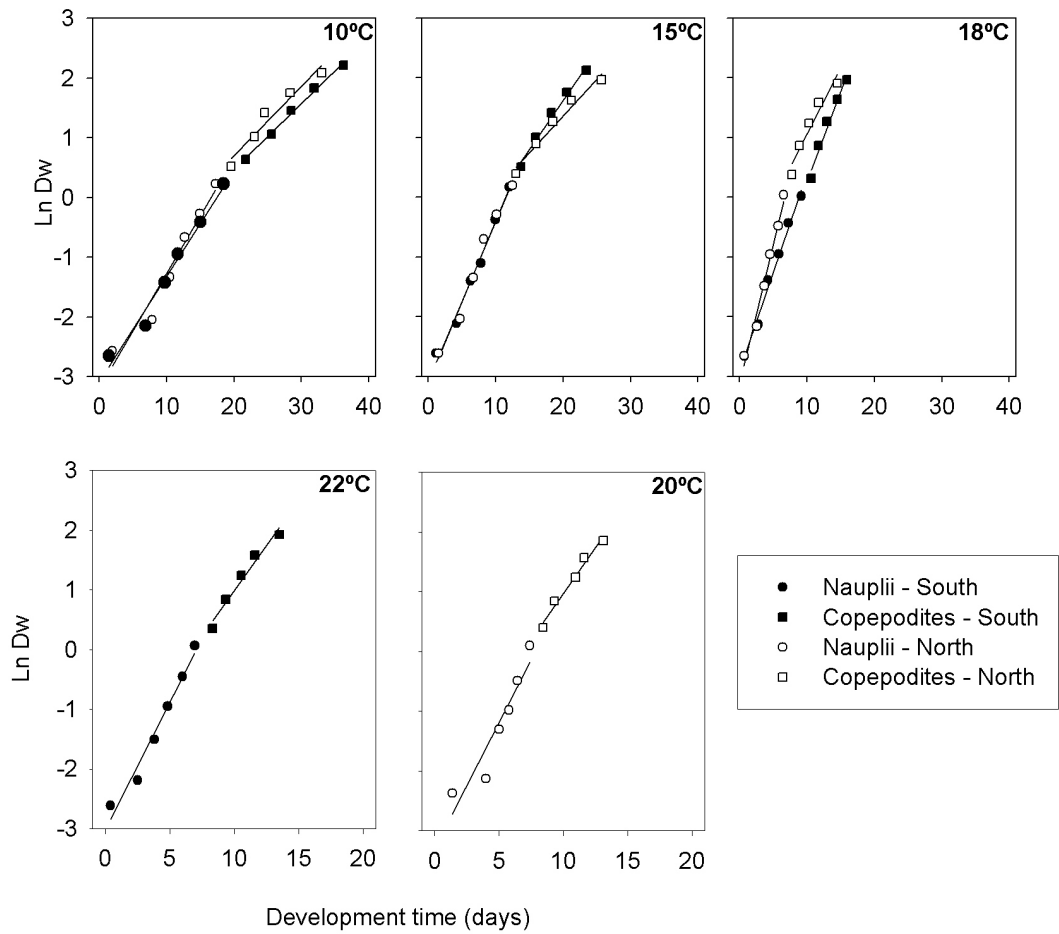 10ºC
15ºC
18ºC
3
2
1
0
-1
-2
-3
Ln Dw
0 10 20 30 40
0 10 20 30 40
0 10 20 30 40
22ºC
20ºC
3
2
1
0
-1
-2
-3
Ln Dw
0 5 10 15 20
0 5 10 15 20
Development time (days)
Nauplii - South
Copepodites - South
Nauplii - North
Copepodites - North